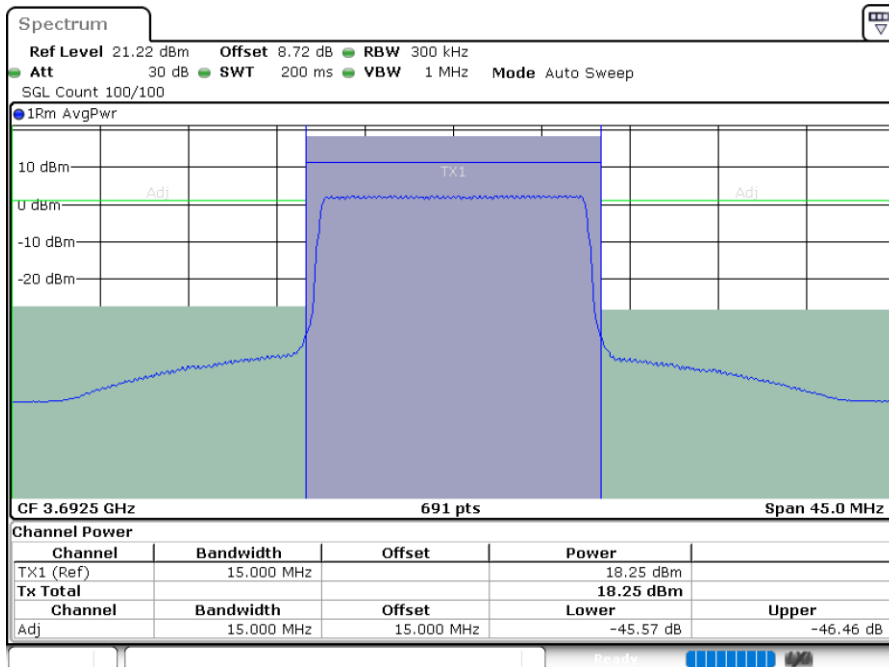 Spectrum
Ref Level 21.22 dBm Offset 8.72 dB RBW 300 kHz
Att 30 dB SWT 200 ms VBW 1 MHz Mode Auto Sweep
SGL Count 100/100
1Rm AvgPwr
10 dBm
TX1
Adj Adj
0 dBm
-10 dBm
-20 dBm
CF 3.6925 GHz 691 pts Span 45.0 MHz
Channel Power
Channel Bandwidth Offset Power
TX1 (Ref) 15.000 MHz 18.25 dBm
Tx Total 18.25 dBm
Channel Bandwidth Offset Lower Upper
Adj 15.000 MHz 15.000 MHz -45.57 dB -46.46 dB
Ready